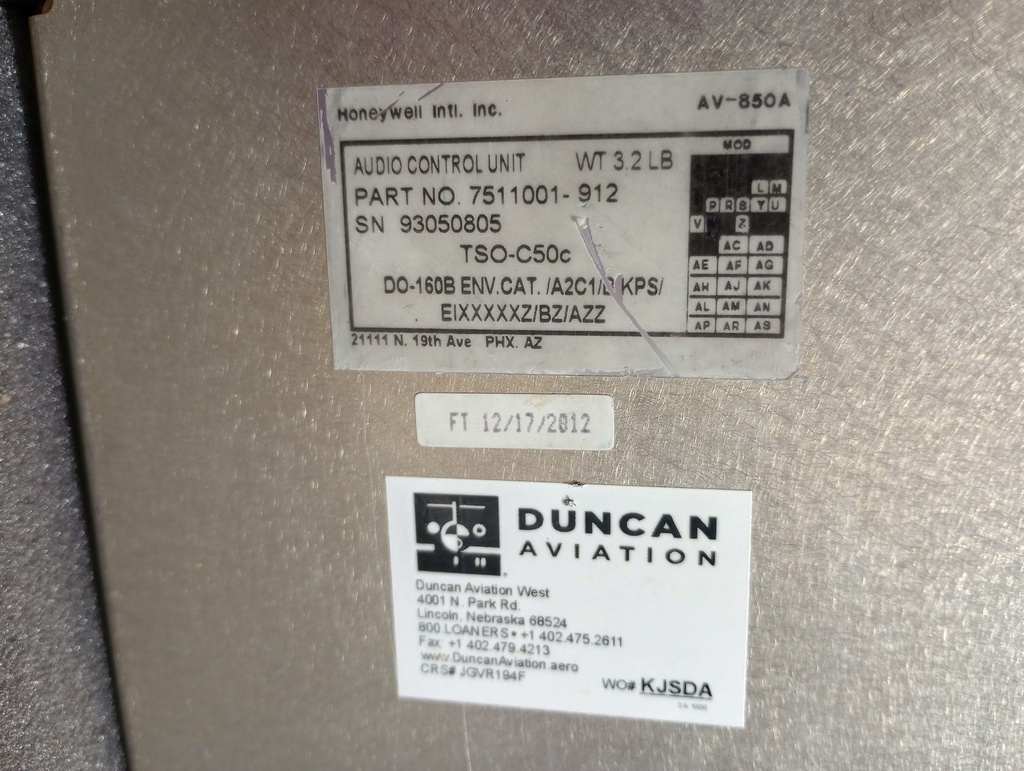 Honeywell Intl. Inc. AV-850A
MOD
AUDIO CONTROL UNIT WT 3.2 LB
PART NO. 7511001-912
SN 93050805
TSO-C50c
DO-160B ENV.CAT. /A2C1/B/KPS/
EIXXXXXZ/BZ/AZZ
L M
P R S T U
V Z
AC AD
AE AF AG
AH AJ AK
AL AM AN
AP AR AS
21111 N. 19th Ave PHX. AZ
FT 12/17/2012
DUNCAN
AVIATION
Duncan Aviation West
4001 N. Park Rd.
Lincoln, Nebraska 68524
800.LOANERS • +1 402.475.2611
Fax: +1 402.479.4213
www.DuncanAviation.aero
CRS# JGVR194F
WO# KJSDA